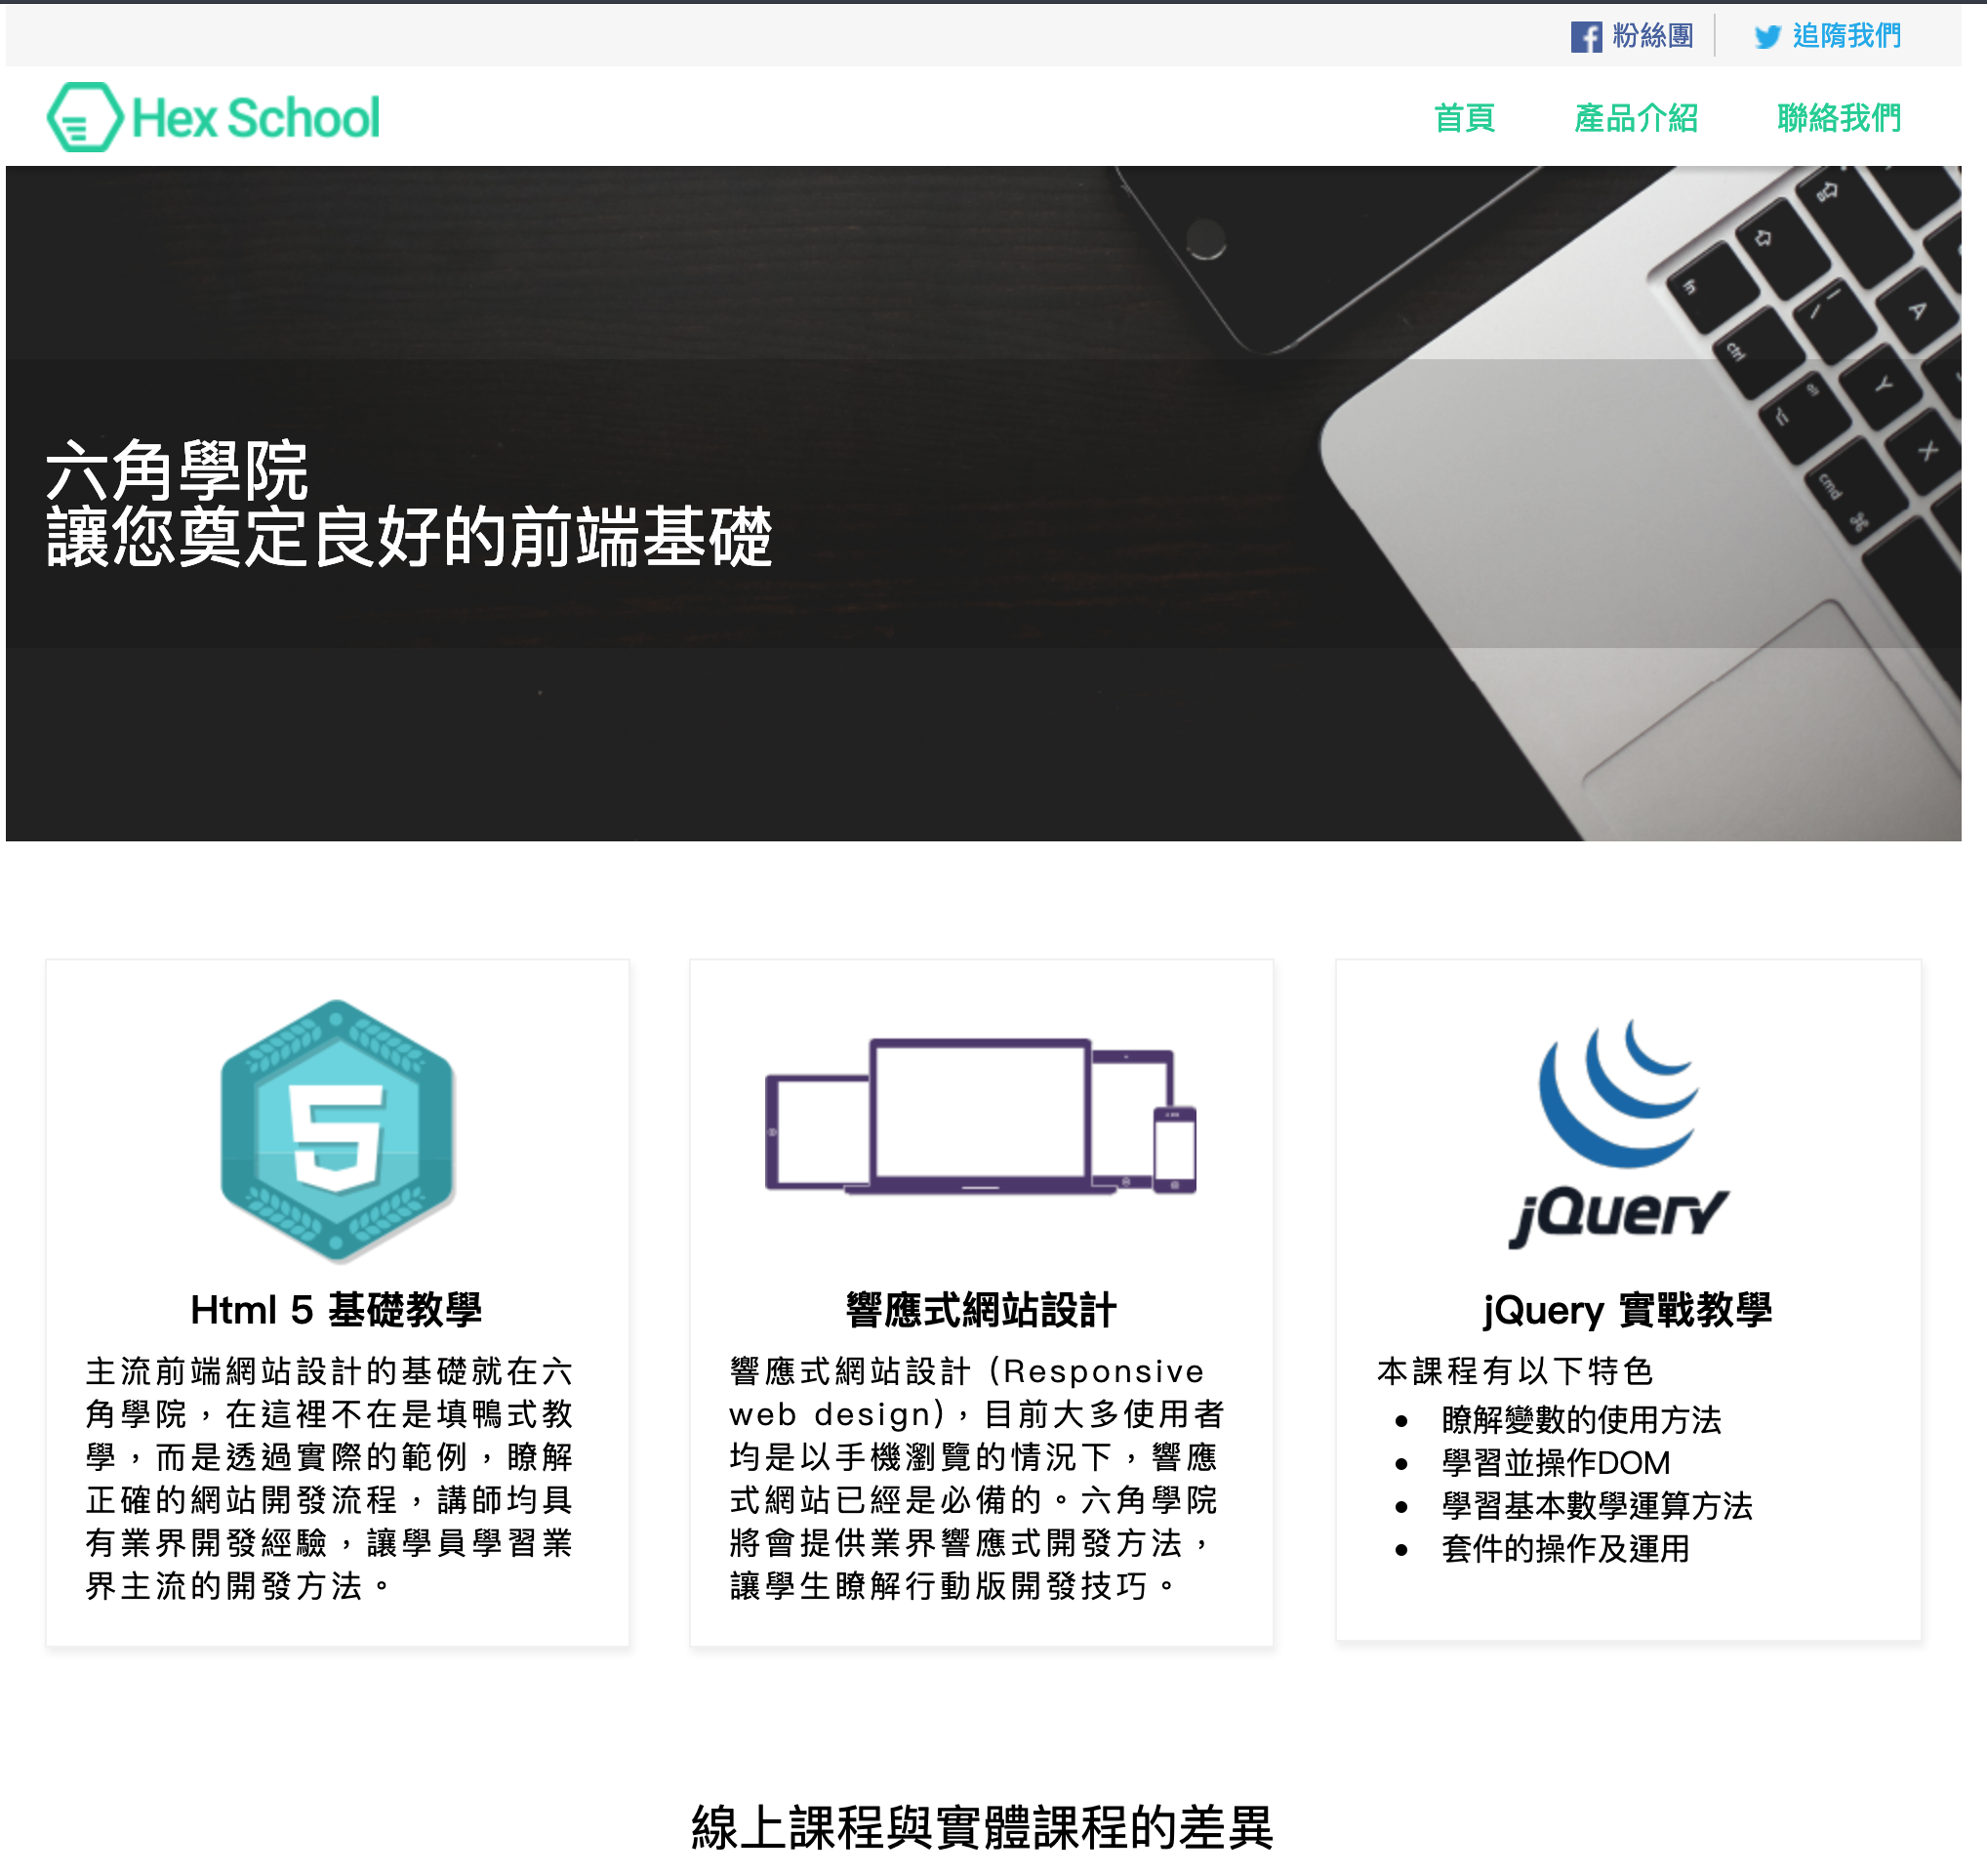 粉絲團
追隋我們
Hex School
首頁
產品介紹
聯絡我們
六角學院
讓您奠定良好的前端基礎
Html 5 基礎教學
主流前端網站設計的基礎就在六
角學院，在這裡不在是填鴨式教
學，而是透過實際的範例，瞭解
正確的網站開發流程，講師均具
有業界開發經驗，讓學員學習業
界主流的開發方法。
響應式網站設計
響應式網站設計 (Responsive
web design)，目前大多使用者
均是以手機瀏覽的情況下，響應
式網站已經是必備的。六角學院
將會提供業界響應式開發方法，
讓學生瞭解行動版開發技巧。
jQuery
jQuery 實戰教學
本課程有以下特色
• 瞭解變數的使用方法
• 學習並操作DOM
• 學習基本數學運算方法
• 套件的操作及運用
線上課程與實體課程的差異